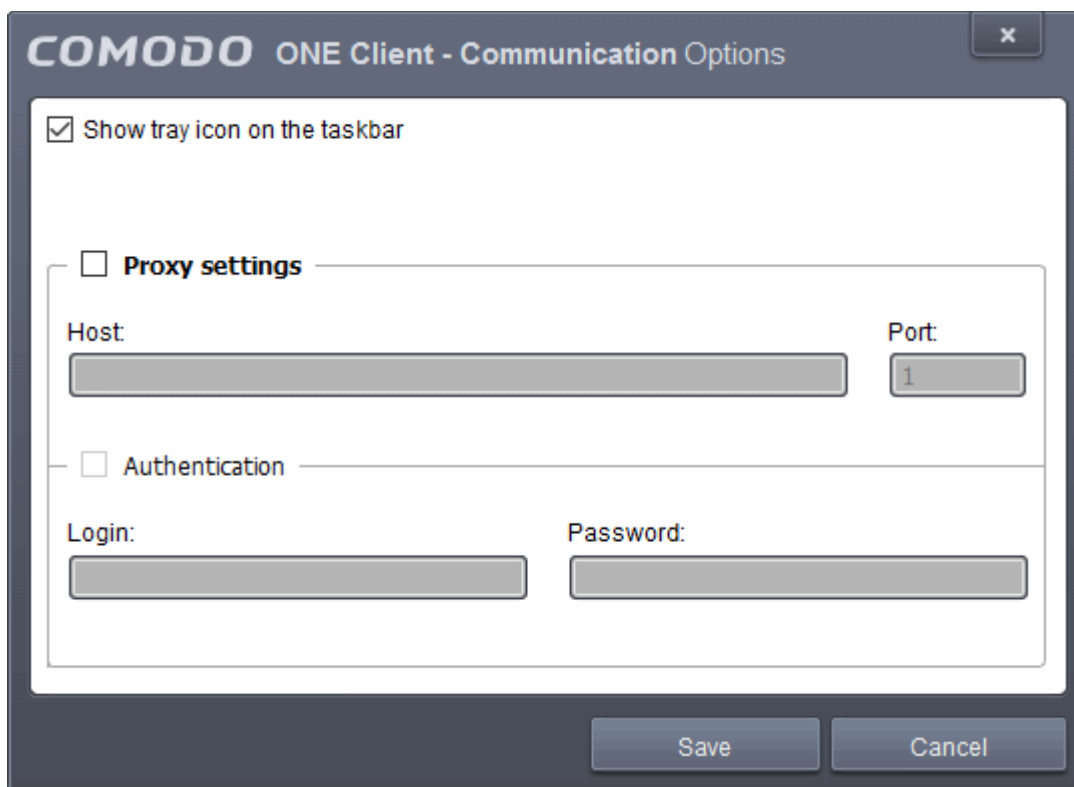 COMODO ONE Client - Communication Options
x
Show tray icon on the taskbar
Proxy settings
Host: Port:
1
Authentication
Login: Password:
Save Cancel